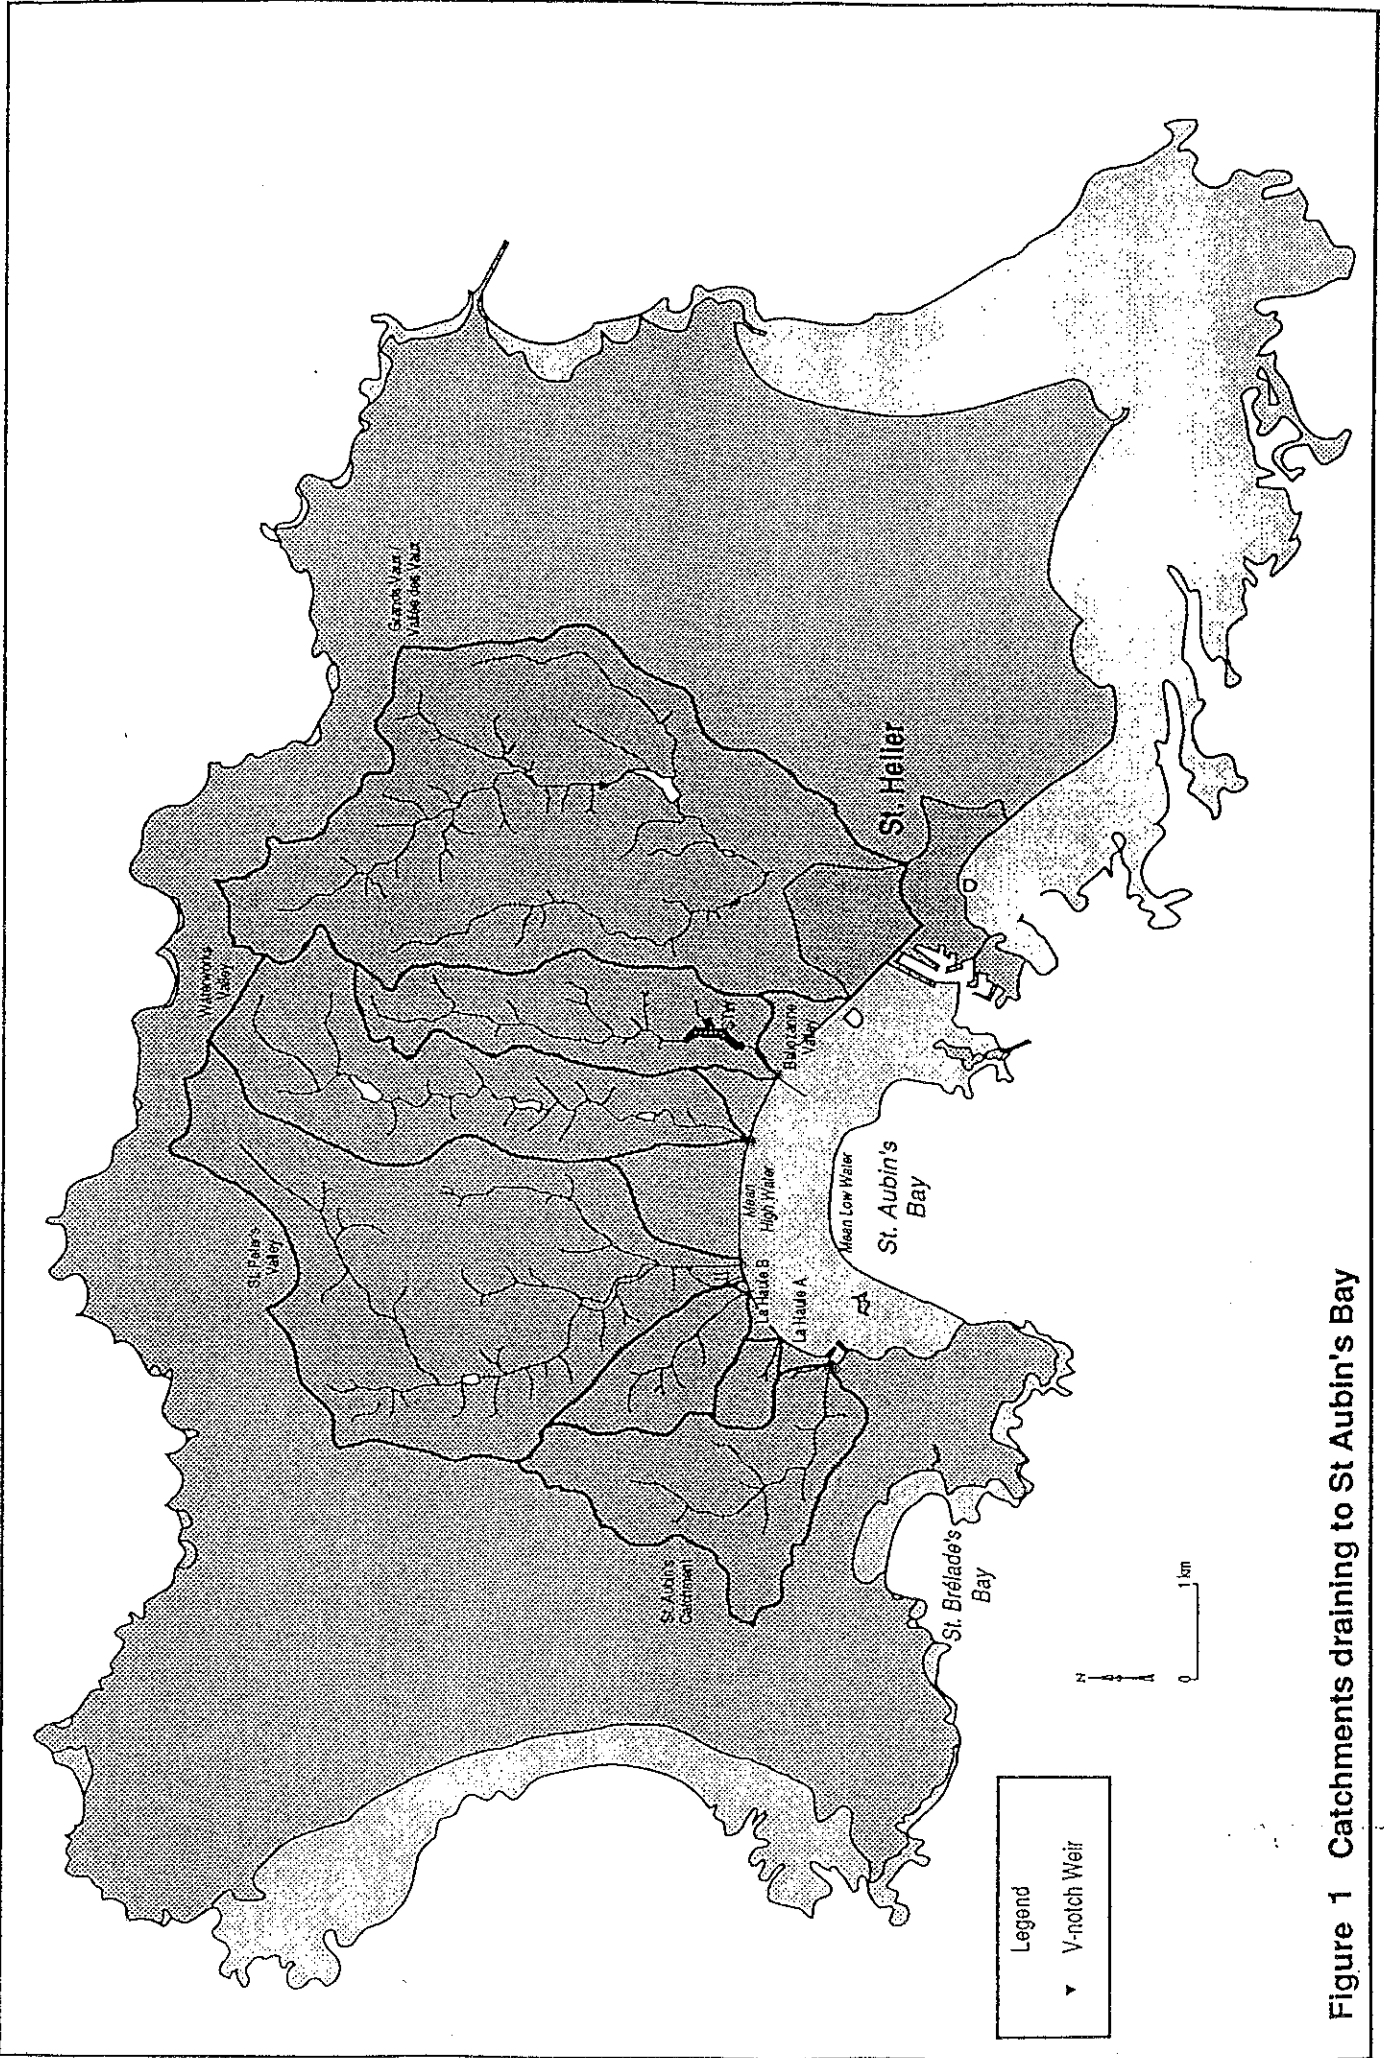 Grands Vaux /
Vallée des Vaux
Waterworks
Valley
St. Peter's
Valley
St. Helier
STW
Bellozanne
Valley
Mean
High Water
Mean Low Water
St. Aubin's
Bay
La Haule B
La Haule A
St Aubin's
Catchment
St. Brélade's
Bay
N
0
1 km
Legend
V-notch Weir
Figure 1 Catchments draining to St Aubin's Bay